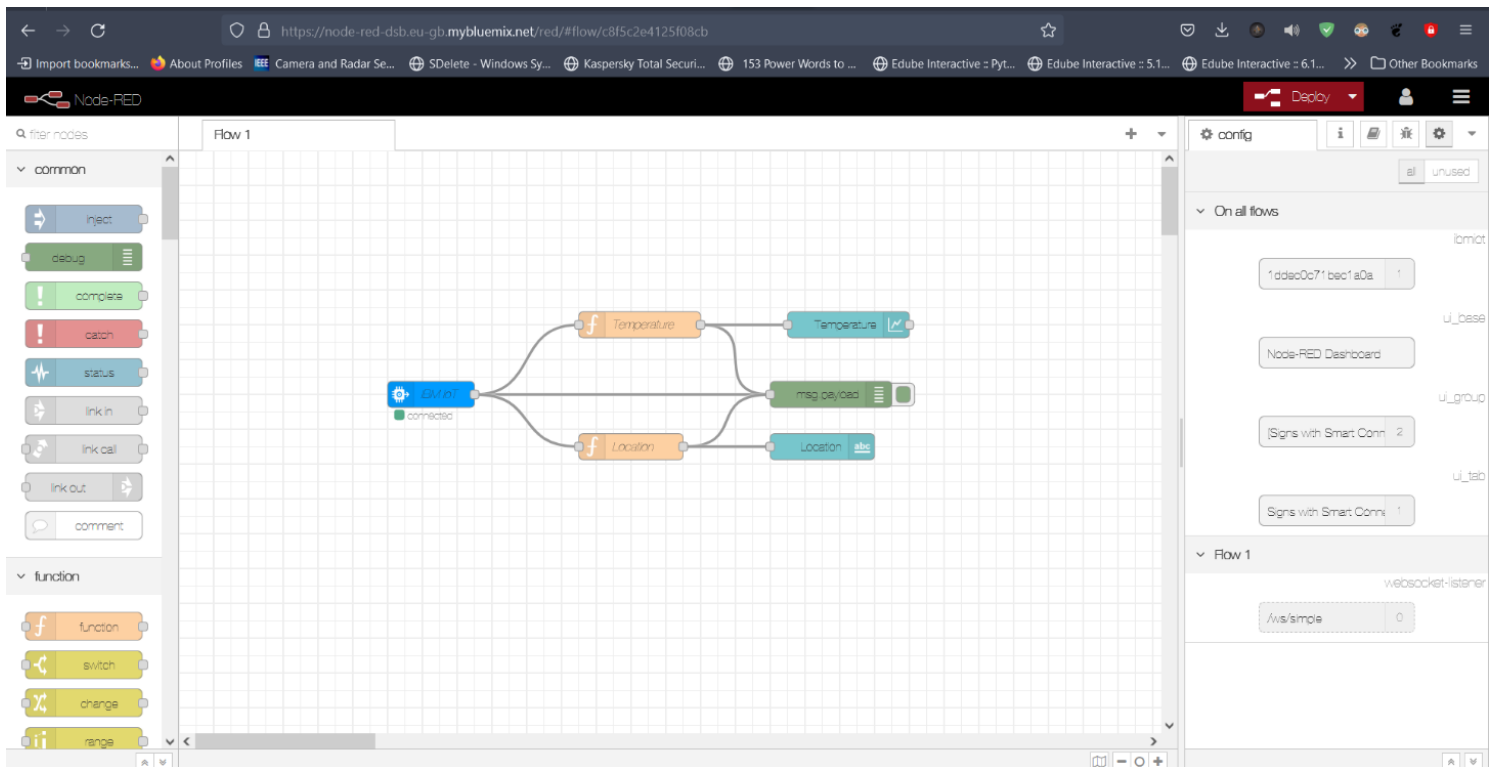 https://node-red-dsb.eu-gb.mybluemix.net/red/#flow/c8f5c2e4125f08cb
Import bookmarks... About Profiles IEEE Camera and Radar Se... SDelete - Windows Sy... Kaspersky Total Securi... 153 Power Words to ... Edube Interactive :: Pyt... Edube Interactive :: 5.1... Edube Interactive :: 6.1... Other Bookmarks
Node-RED Deploy
filter nodes Flow 1 config i
all unused
common
On all flows
ibmiot
inject
debug
1ddec0c71bec1a0a 1
complete
ui_base
Temperature Temperature
catch
Node-RED Dashboard
status
IBM IoT msg.payload
ui_group
connected
link in
[Signs with Smart Conn 2
link call
Location Location abc
ui_tab
link out
Signs with Smart Conne 1
comment
Flow 1
function
websocket-listener
/ws/simple 0
function
switch
change
range